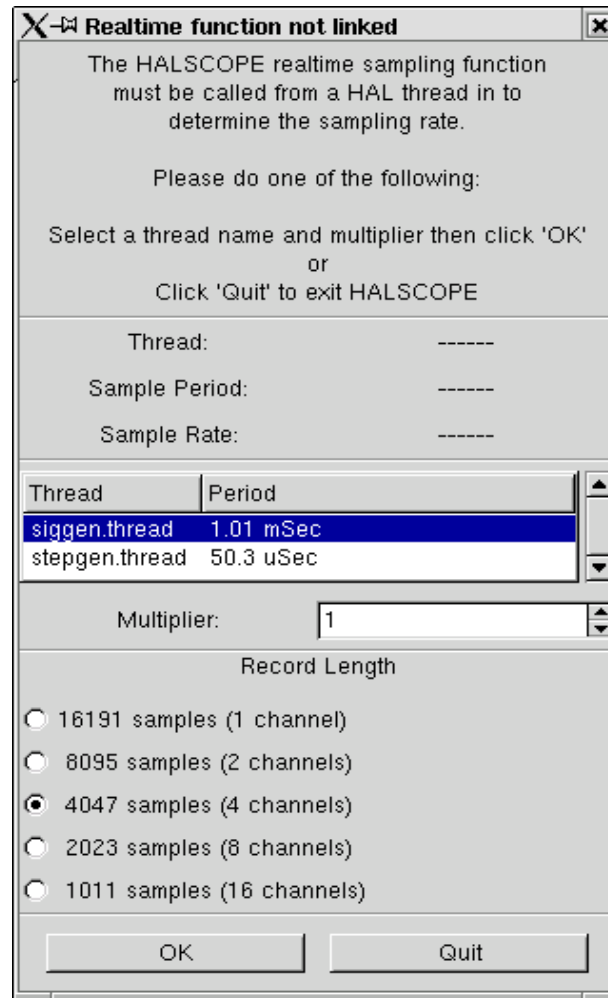 Realtime function not linked
The HALSCOPE realtime sampling function
must be called from a HAL thread in to
determine the sampling rate.
Please do one of the following:
Select a thread name and multiplier then click 'OK'
or
Click 'Quit' to exit HALSCOPE
Thread: ------
Sample Period: ------
Sample Rate: ------
Thread Period
siggen.thread 1.01 mSec
stepgen.thread 50.3 uSec
Multiplier: 1
Record Length
16191 samples (1 channel)
8095 samples (2 channels)
4047 samples (4 channels)
2023 samples (8 channels)
1011 samples (16 channels)
OK Quit